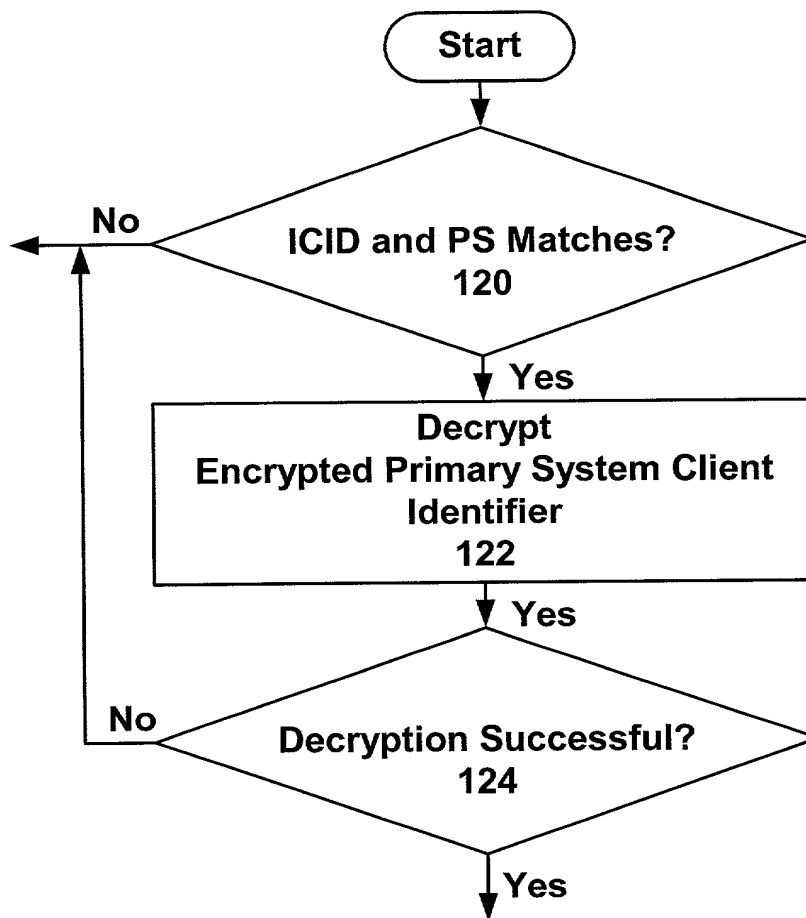 Start
No
ICID and PS Matches?
120
Yes
Decrypt
Encrypted Primary System Client
Identifier
122
Yes
No
Decryption Successful?
124
Yes